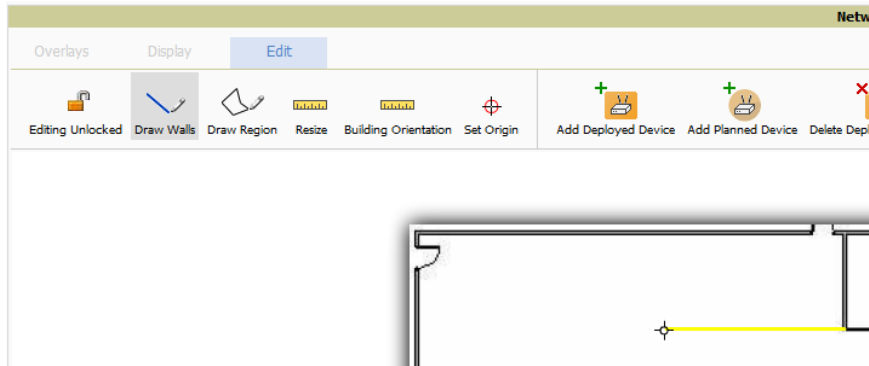 Netw
Overlays Display Edit
Editing Unlocked Draw Walls Draw Region Resize Building Orientation Set Origin Add Deployed Device Add Planned Device Delete Depl